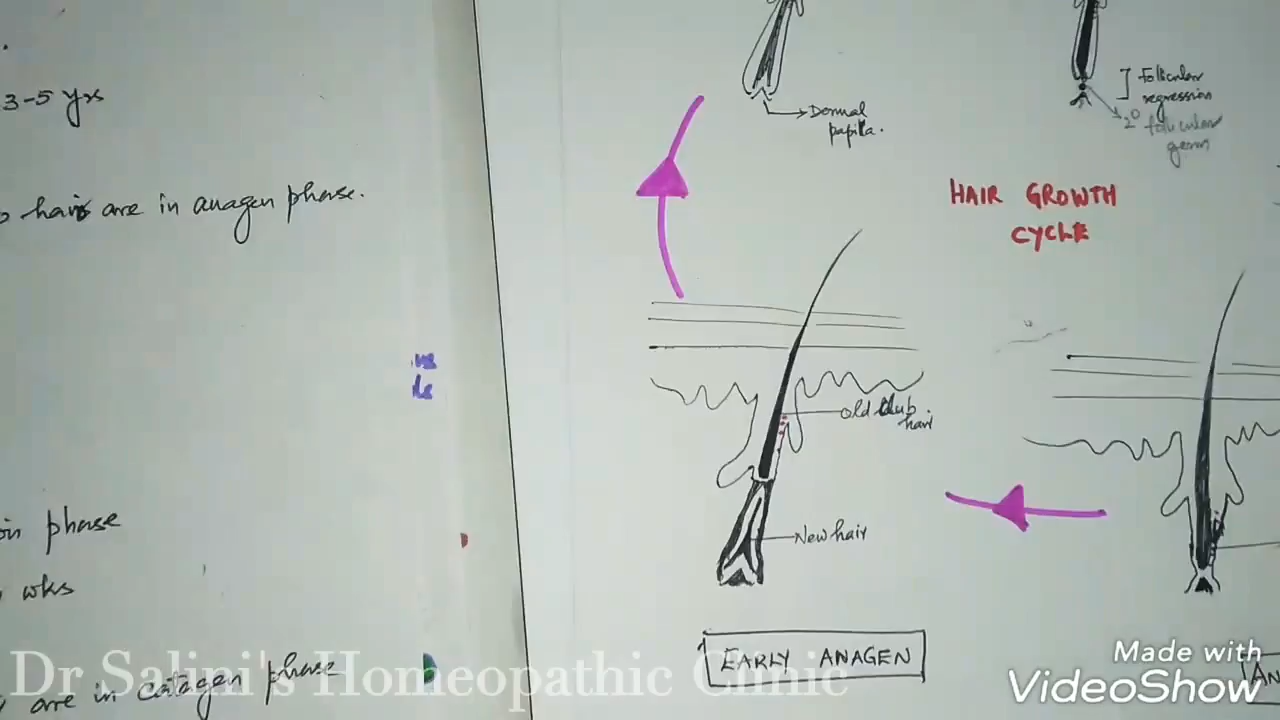 3-5 yrs
hairs are in anagen phase.
phase
wks
are in catagen phase
Dermal
papilla.
Follicular
regression
2° follicular
germ
HAIR GROWTH
CYCLE
old club
hair
New hair
EARLY ANAGEN
AN
Dr Salini's Homeopathic Clinic
Made with
VideoShow